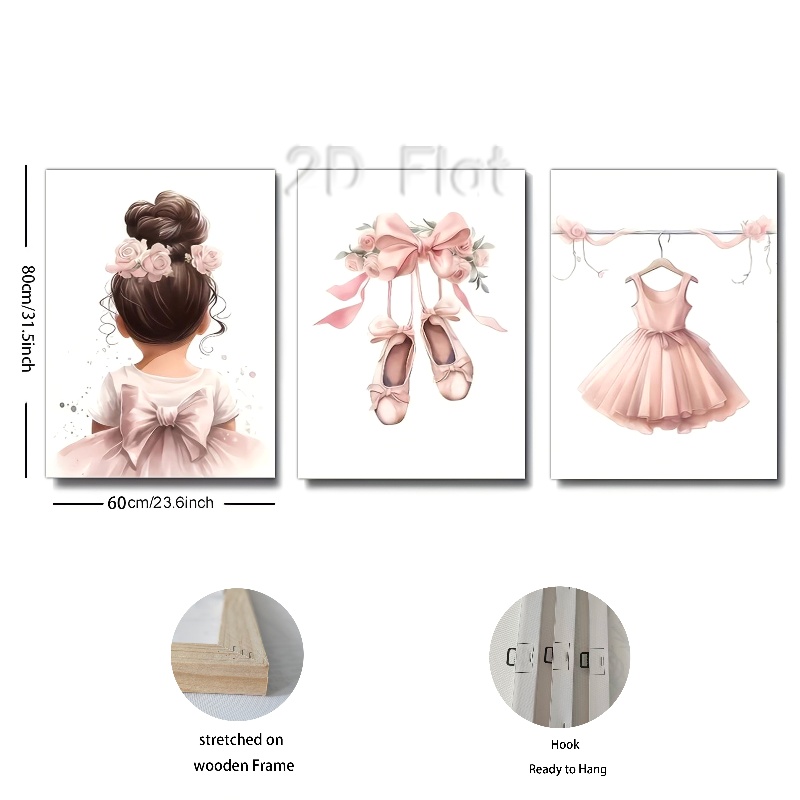 2D Flat
80cm/31.5inch
60cm/23.6inch
stretched on
wooden Frame
Hook
Ready to Hang